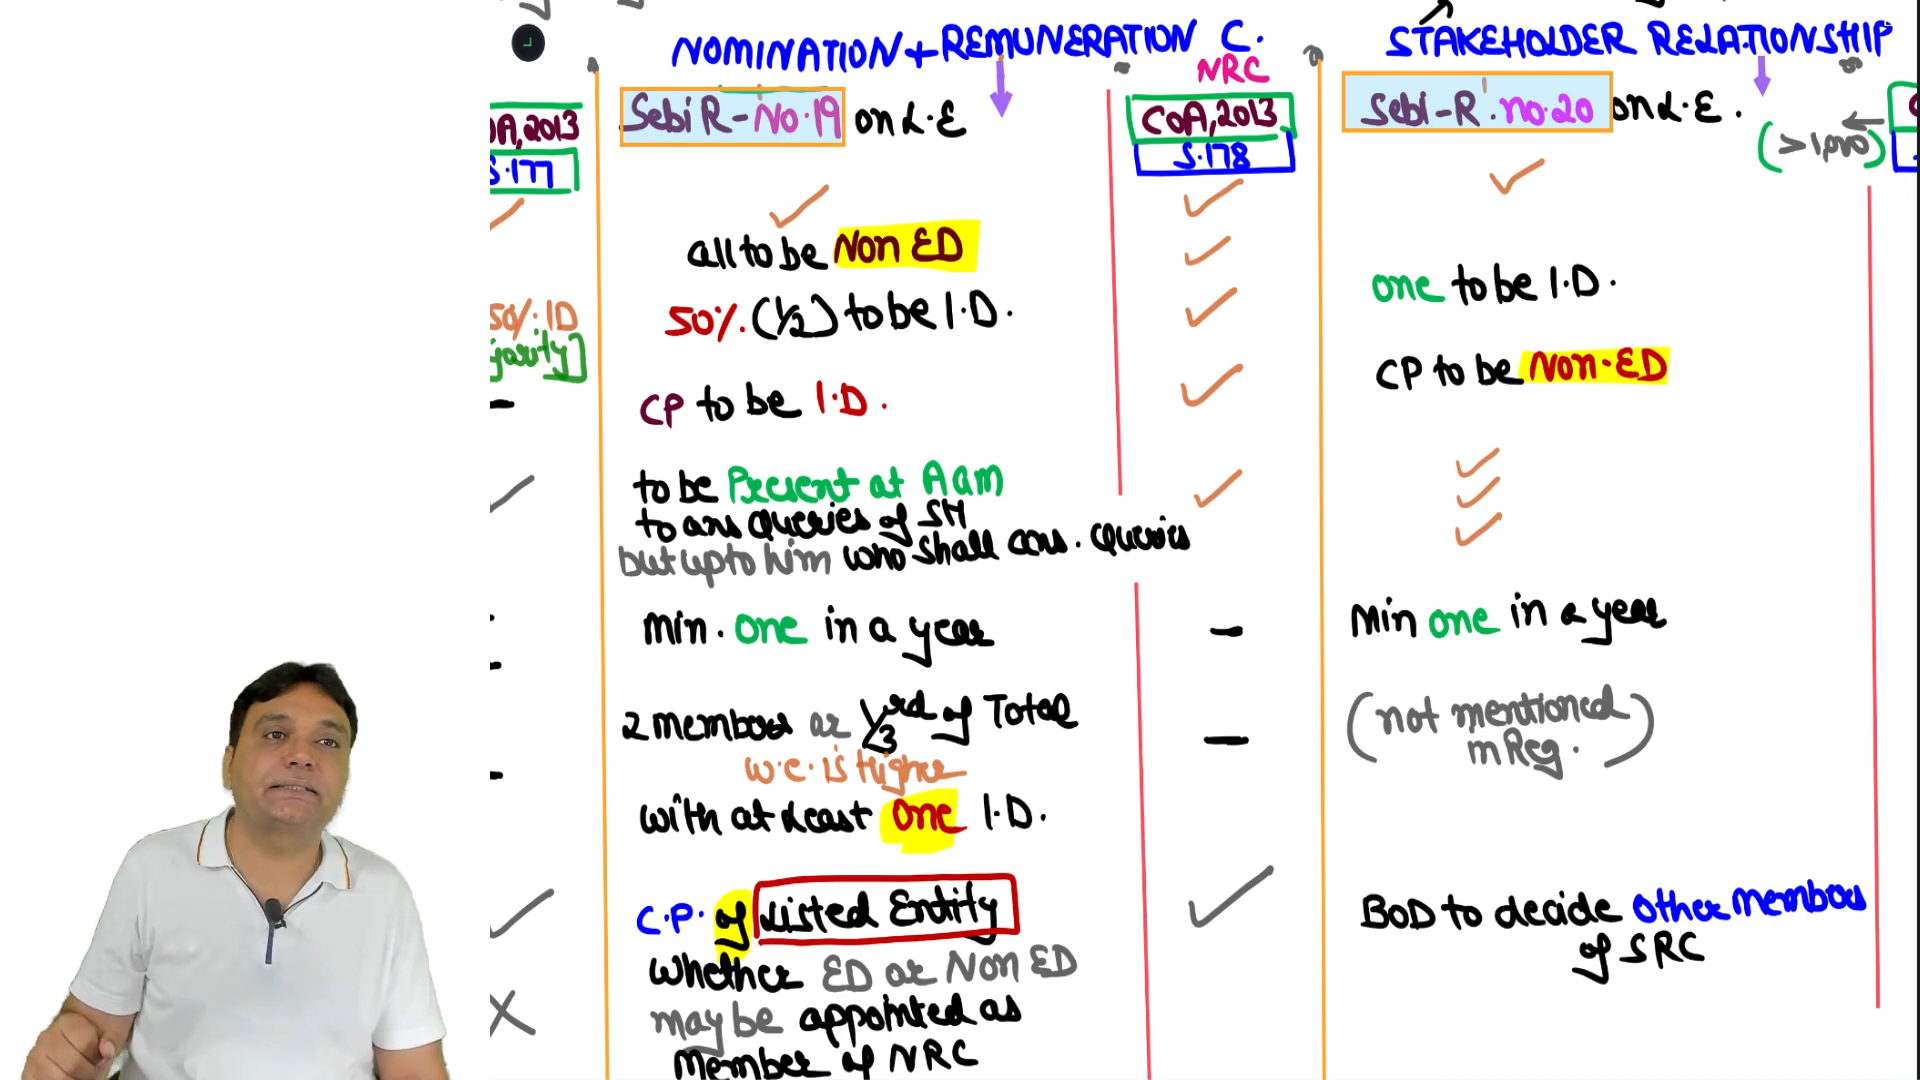 NOMINATION + REMUNERATION C.
NRC
STAKEHOLDER RELATIONSHIP
Sebi R-No.19 on L.E
CoA,2013
S.178
Sebi-R.no.20 on L.E.
(>1,000)
A,2013
S.177
all to be Non ED
50%. (1/2) to be I.D.
CP to be I.D.
50%. ID
jority]
one to be I.D.
CP to be Non.ED
to be Present at AGM
to ans queries of SH
but upto him who shall ans. queries
min. one in a year
Min one in a year
2 members or 1/3rd of Total
w.e. is Higher
with at least one I.D.
(not mentioned
in Reg.)
C.P. of Listed Entity
whether ED or Non ED
may be appointed as
member of NRC
BOD to decide other members
of SRC